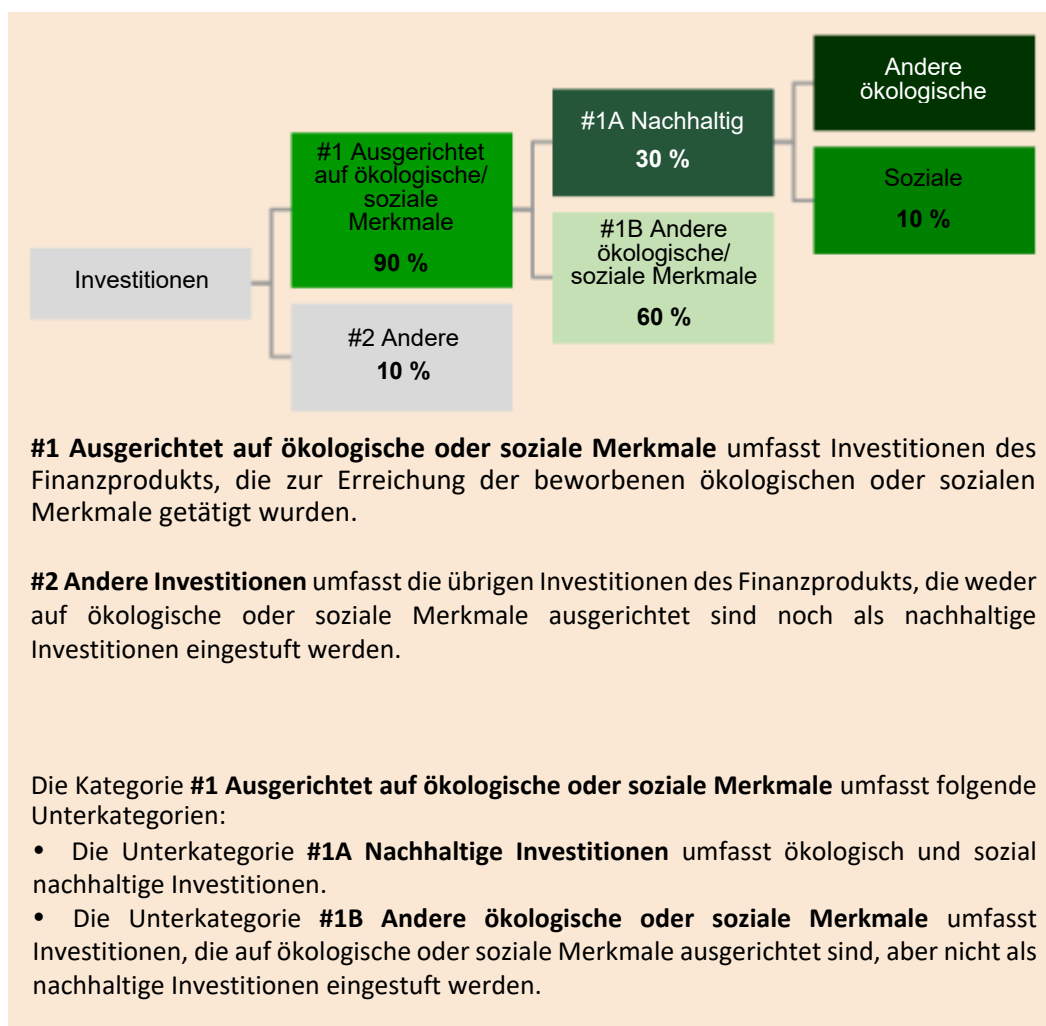 Andere
ökologische
#1A Nachhaltig
30 %
#1 Ausgerichtet
auf ökologische/
soziale
Merkmale
90 %
Soziale
10 %
#1B Andere
ökologische/
soziale Merkmale
60 %
Investitionen
#2 Andere
10 %
#1 Ausgerichtet auf ökologische oder soziale Merkmale umfasst Investitionen des
Finanzprodukts, die zur Erreichung der beworbenen ökologischen oder sozialen
Merkmale getätigt wurden.
#2 Andere Investitionen umfasst die übrigen Investitionen des Finanzprodukts, die weder
auf ökologische oder soziale Merkmale ausgerichtet sind noch als nachhaltige
Investitionen eingestuft werden.
Die Kategorie #1 Ausgerichtet auf ökologische oder soziale Merkmale umfasst folgende
Unterkategorien:
• Die Unterkategorie #1A Nachhaltige Investitionen umfasst ökologisch und sozial
nachhaltige Investitionen.
• Die Unterkategorie #1B Andere ökologische oder soziale Merkmale umfasst
Investitionen, die auf ökologische oder soziale Merkmale ausgerichtet sind, aber nicht als
nachhaltige Investitionen eingestuft werden.